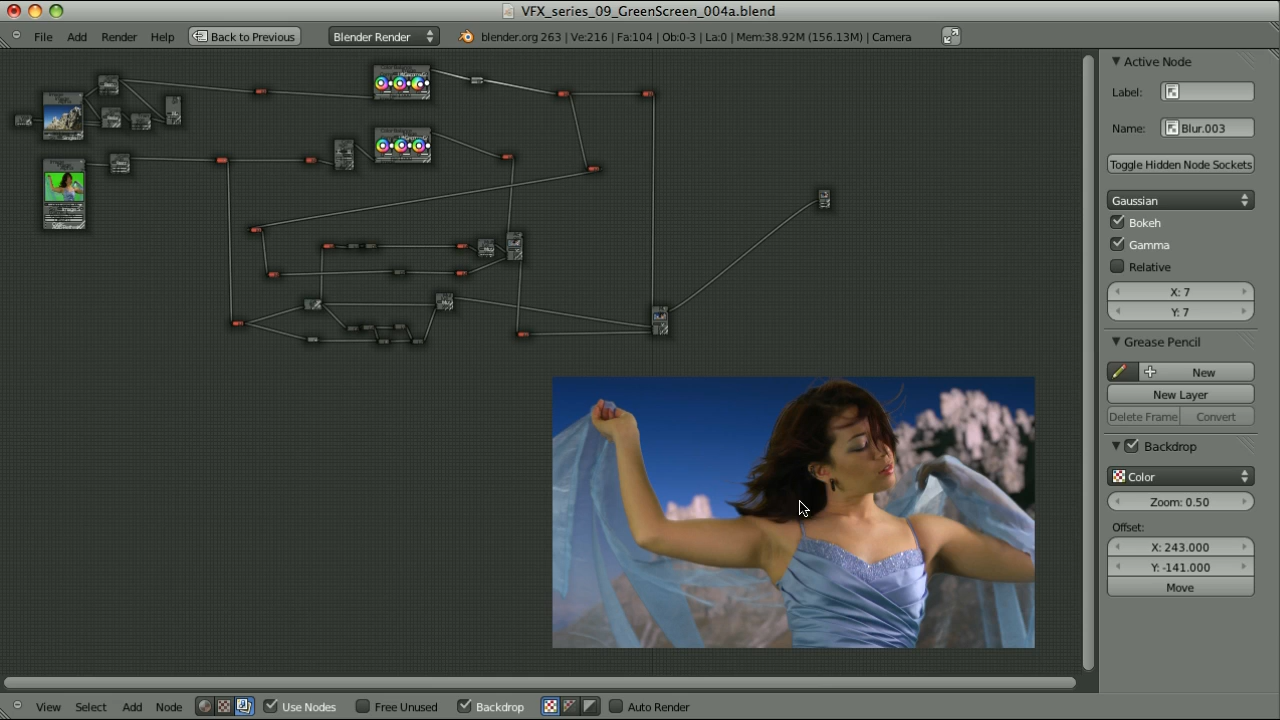 VFX_series_09_GreenScreen_004a.blend
File Add Render Help Back to Previous Blender Render blender.org 263 | Ve:216 | Fa:104 | Ob:0-3 | La:0 | Mem:38.92M (156.13M) | Camera
Active Node
Label:
Name: Blur.003
Toggle Hidden Node Sockets
Gaussian
Bokeh
Gamma
Relative
X: 7
Y: 7
Grease Pencil
New
New Layer
Delete Frame Convert
Backdrop
Color
Zoom: 0.50
Offset:
X: 243.000
Y: -141.000
Move
View Select Add Node Use Nodes Free Unused Backdrop Auto Render